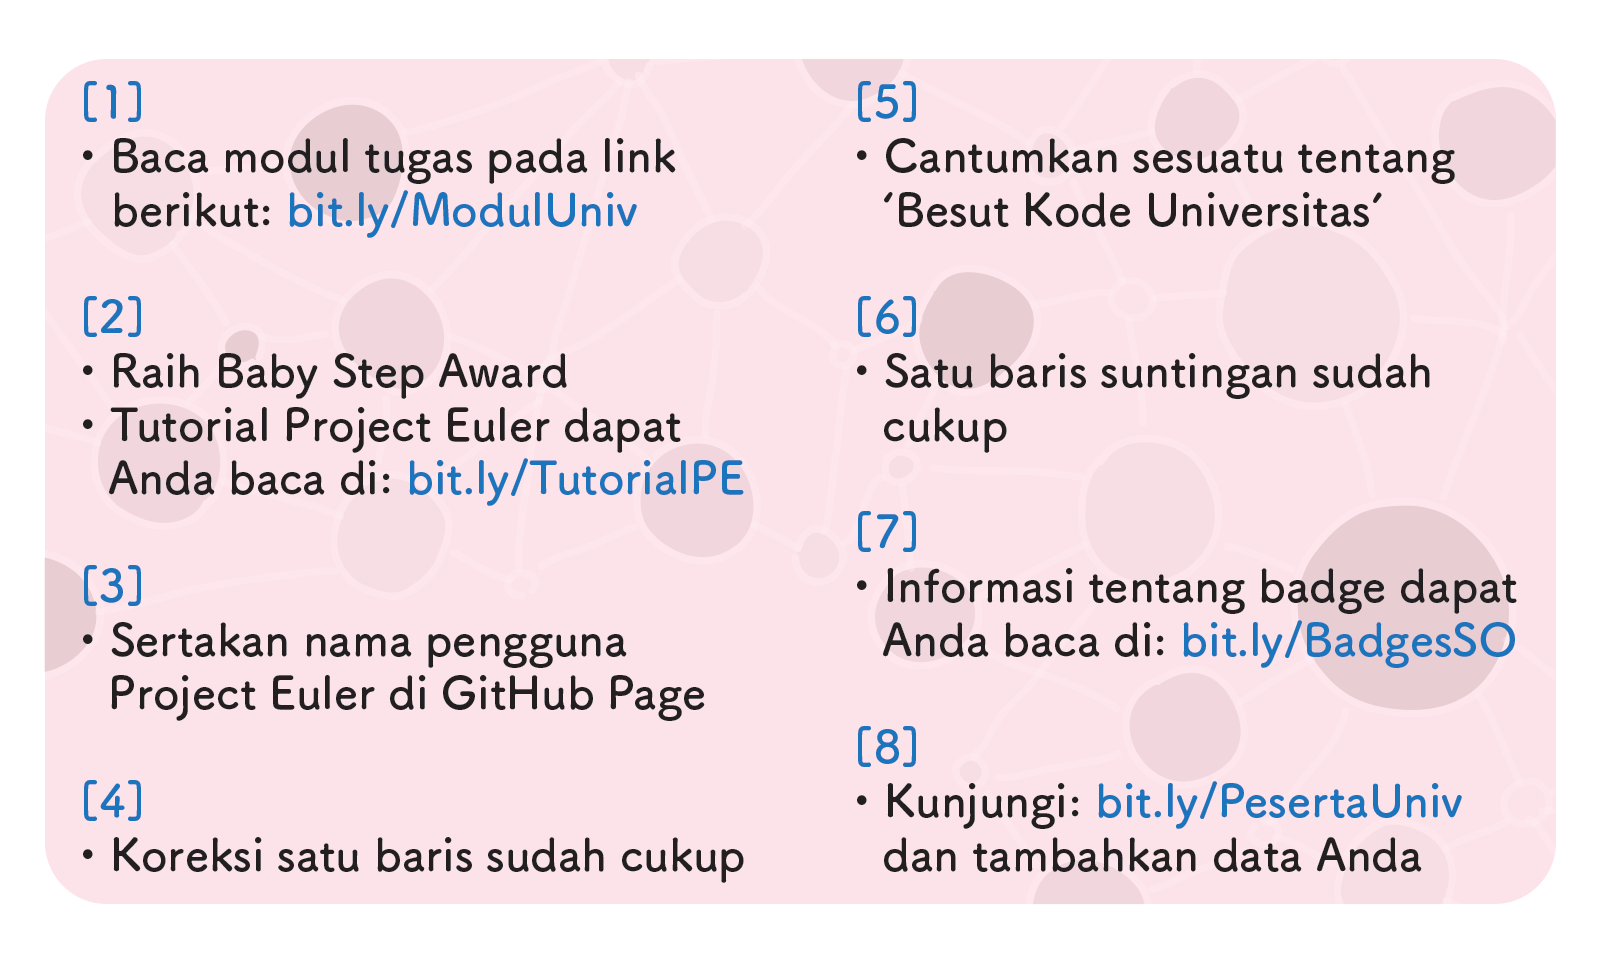 [1]
• Baca modul tugas pada link
berikut: bit.ly/ModulUniv
[2]
• Raih Baby Step Award
• Tutorial Project Euler dapat
Anda baca di: bit.ly/TutorialPE
[3]
• Sertakan nama pengguna
Project Euler di GitHub Page
[4]
• Koreksi satu baris sudah cukup
[5]
• Cantumkan sesuatu tentang
‘Besut Kode Universitas’
[6]
• Satu baris suntingan sudah
cukup
[7]
• Informasi tentang badge dapat
Anda baca di: bit.ly/BadgesSO
[8]
• Kunjungi: bit.ly/PesertaUniv
dan tambahkan data Anda